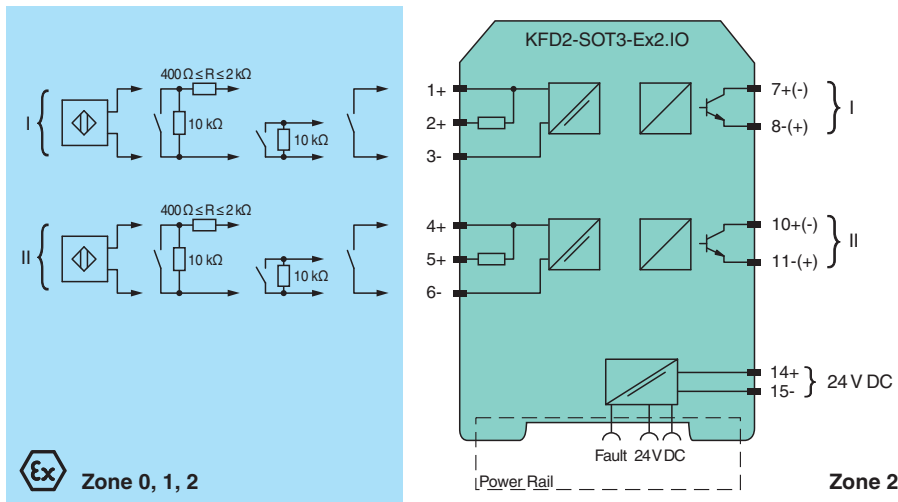 KFD2-SOT3-Ex2.IO
400 Ω ≤ R ≤ 2 kΩ
I
10 kΩ
10 kΩ
1+
2+
3-
7+(-)
8-(+)
I
400 Ω ≤ R ≤ 2 kΩ
II
10 kΩ
10 kΩ
4+
5+
6-
10+(-)
11-(+)
II
14+
15-
24 V DC
Fault 24 V DC
Power Rail
Ex
Zone 0, 1, 2
Zone 2